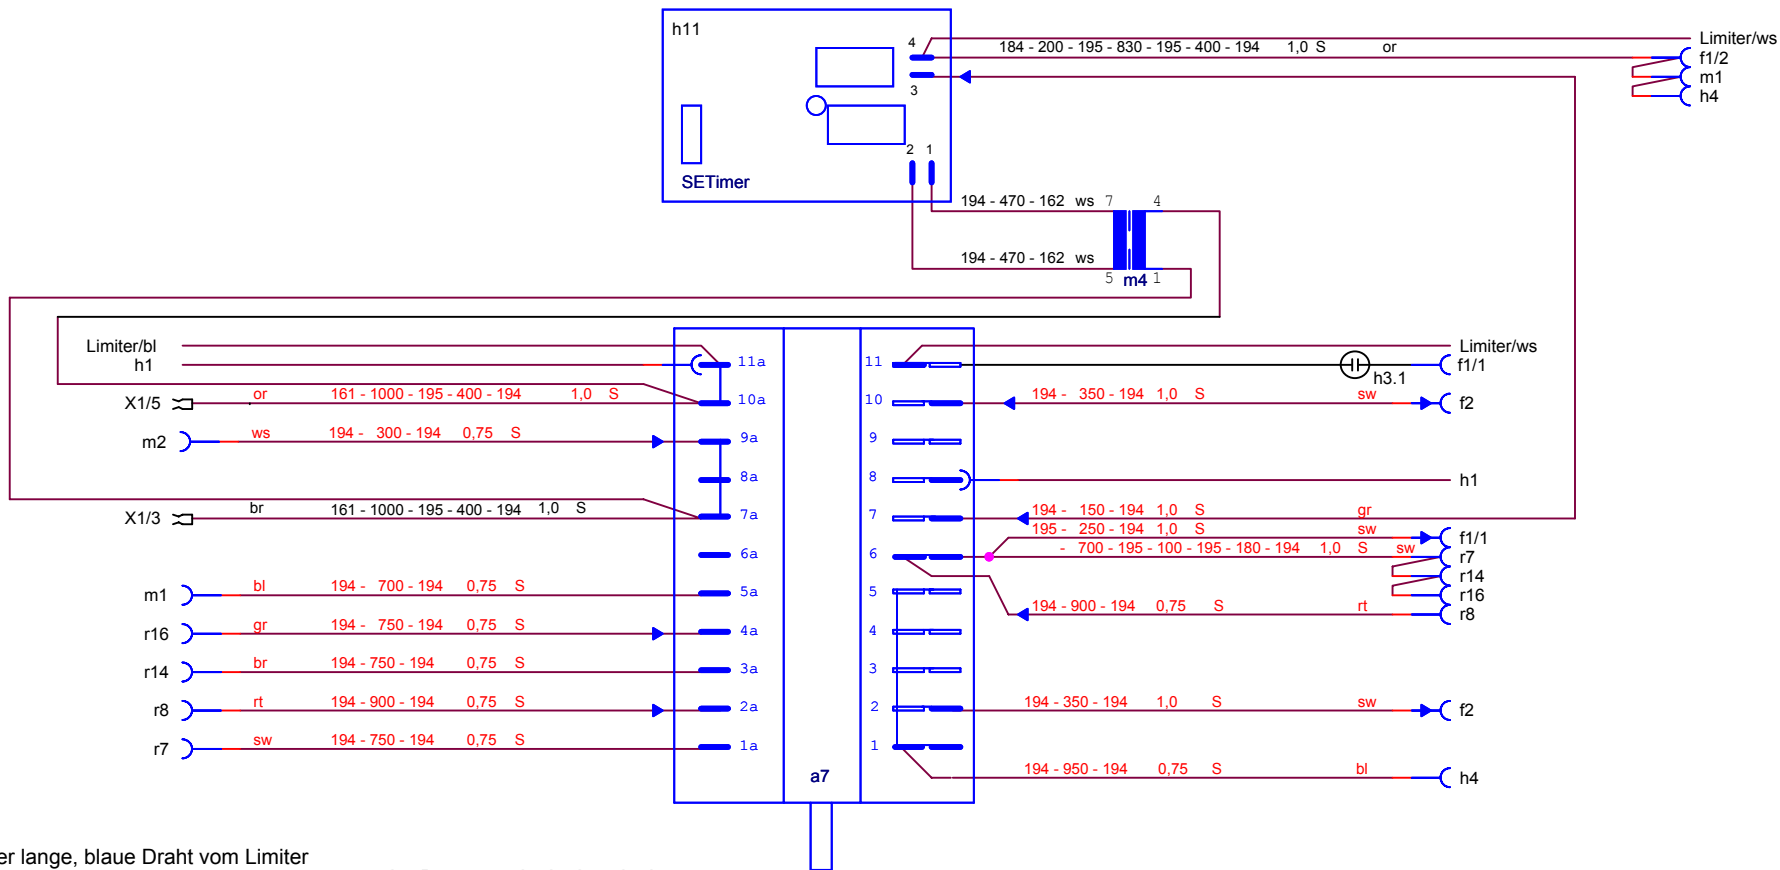 h11
4
184 - 200 - 195 - 830 - 195 - 400 - 194 1,0 S or
Limiter/ws
f1/2
m1
h4
3
2 1
SETimer
194 - 470 - 162 ws 7 4
194 - 470 - 162 ws
5 m4 1
Limiter/bl
h1
11a
11
Limiter/ws
f1/1
h3.1
X1/5 or 161 - 1000 - 195 - 400 - 194 1,0 S 10a
10 194 - 350 - 194 1,0 S sw f2
m2 ws 194 - 300 - 194 0,75 S 9a
9
8a
8 h1
X1/3 br 161 - 1000 - 195 - 400 - 194 1,0 S 7a
7 194 - 150 - 194 1,0 S gr
195 - 250 - 194 1,0 S sw f1/1
6a
6 - 700 - 195 - 100 - 195 - 180 - 194 1,0 S sw r7
r14
r16
m1 bl 194 - 700 - 194 0,75 S 5a
5
194 - 900 - 194 0,75 S rt r8
r16 gr 194 - 750 - 194 0,75 S 4a
4
r14 br 194 - 750 - 194 0,75 S 3a
3
r8 rt 194 - 900 - 194 0,75 S 2a
2 194 - 350 - 194 1,0 S sw f2
r7 sw 194 - 750 - 194 0,75 S 1a
1
194 - 950 - 194 0,75 S bl h4
a7
er lange, blaue Draht vom Limiter